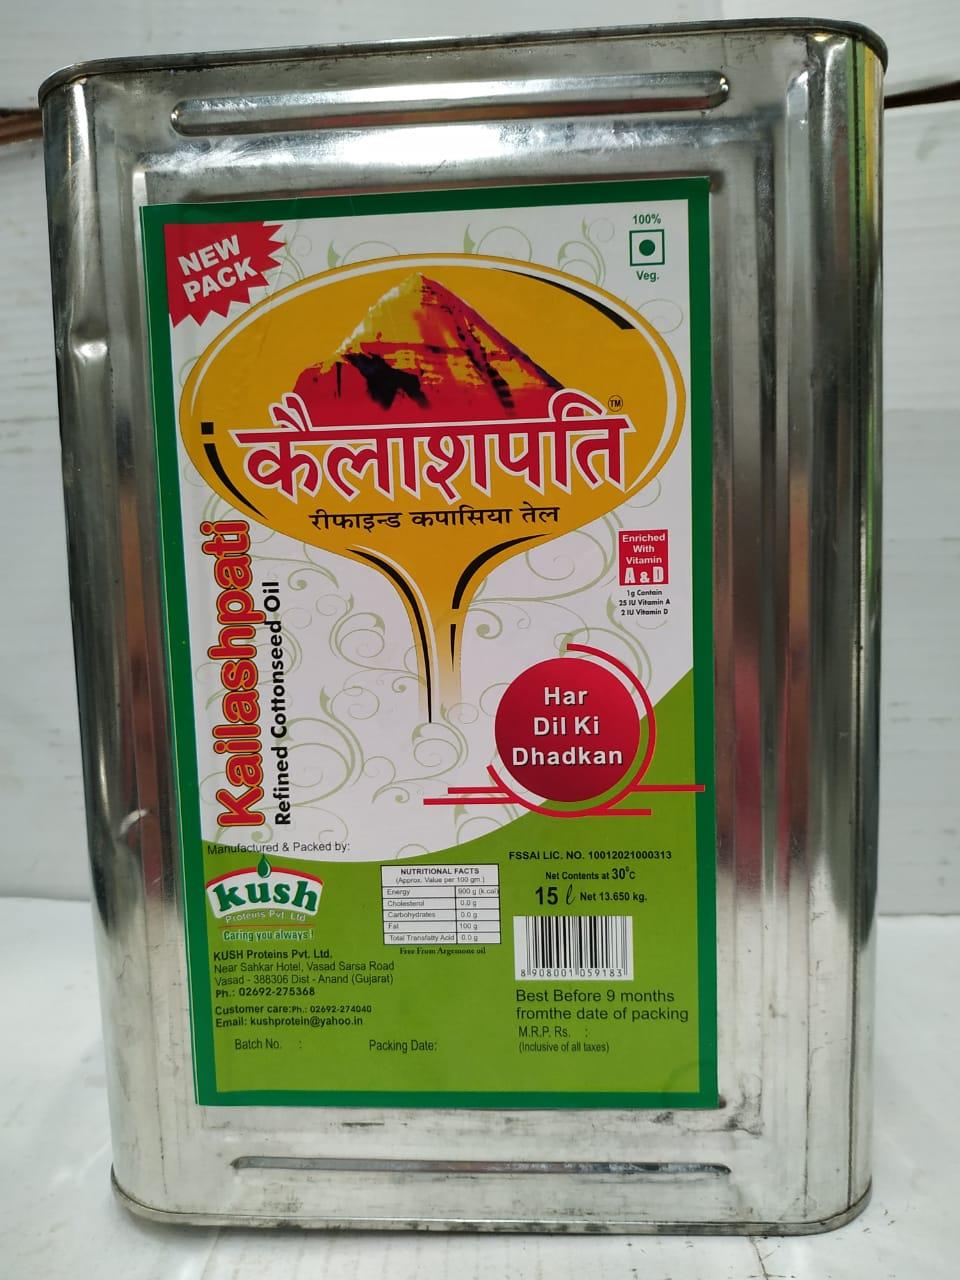 NEW
PACK
100%
Veg.
कैलाशपति
TM
रीफाइन्ड कपासिया तेल
Kailashpati
Refined Cottonseed Oil
Enriched
With
Vitamin
A & D
1g Contain
25 IU Vitamin A
2 IU Vitamin D
Har
Dil Ki
Dhadkan
Manufactured & Packed by:
kush
Proteins Pvt. Ltd
Caring you always!
KUSH Proteins Pvt. Ltd.
Near Sahkar Hotel, Vasad Sarsa Road
Vasad - 388306 Dist - Anand (Gujarat)
Ph.: 02692-275368
Customer care:Ph.: 02692-274040
Email: kushprotein@yahoo.in
Batch No. :
Packing Date:
NUTRITIONAL FACTS
(Approx. Value per 100 gm.)
Energy 900 g (k.cal)
Cholesterol 0.0 g
Carbohydrates 0.0 g
Fat 100 g
Total Transfatty Acid 0.0 g
Free From Argemone oil
FSSAI LIC. NO. 10012021000313
Net Contents at 30°C
15 l Net 13.650 kg.
8 908001 059183
Best Before 9 months
fromthe date of packing
M.R.P. Rs. :
(Inclusive of all taxes)